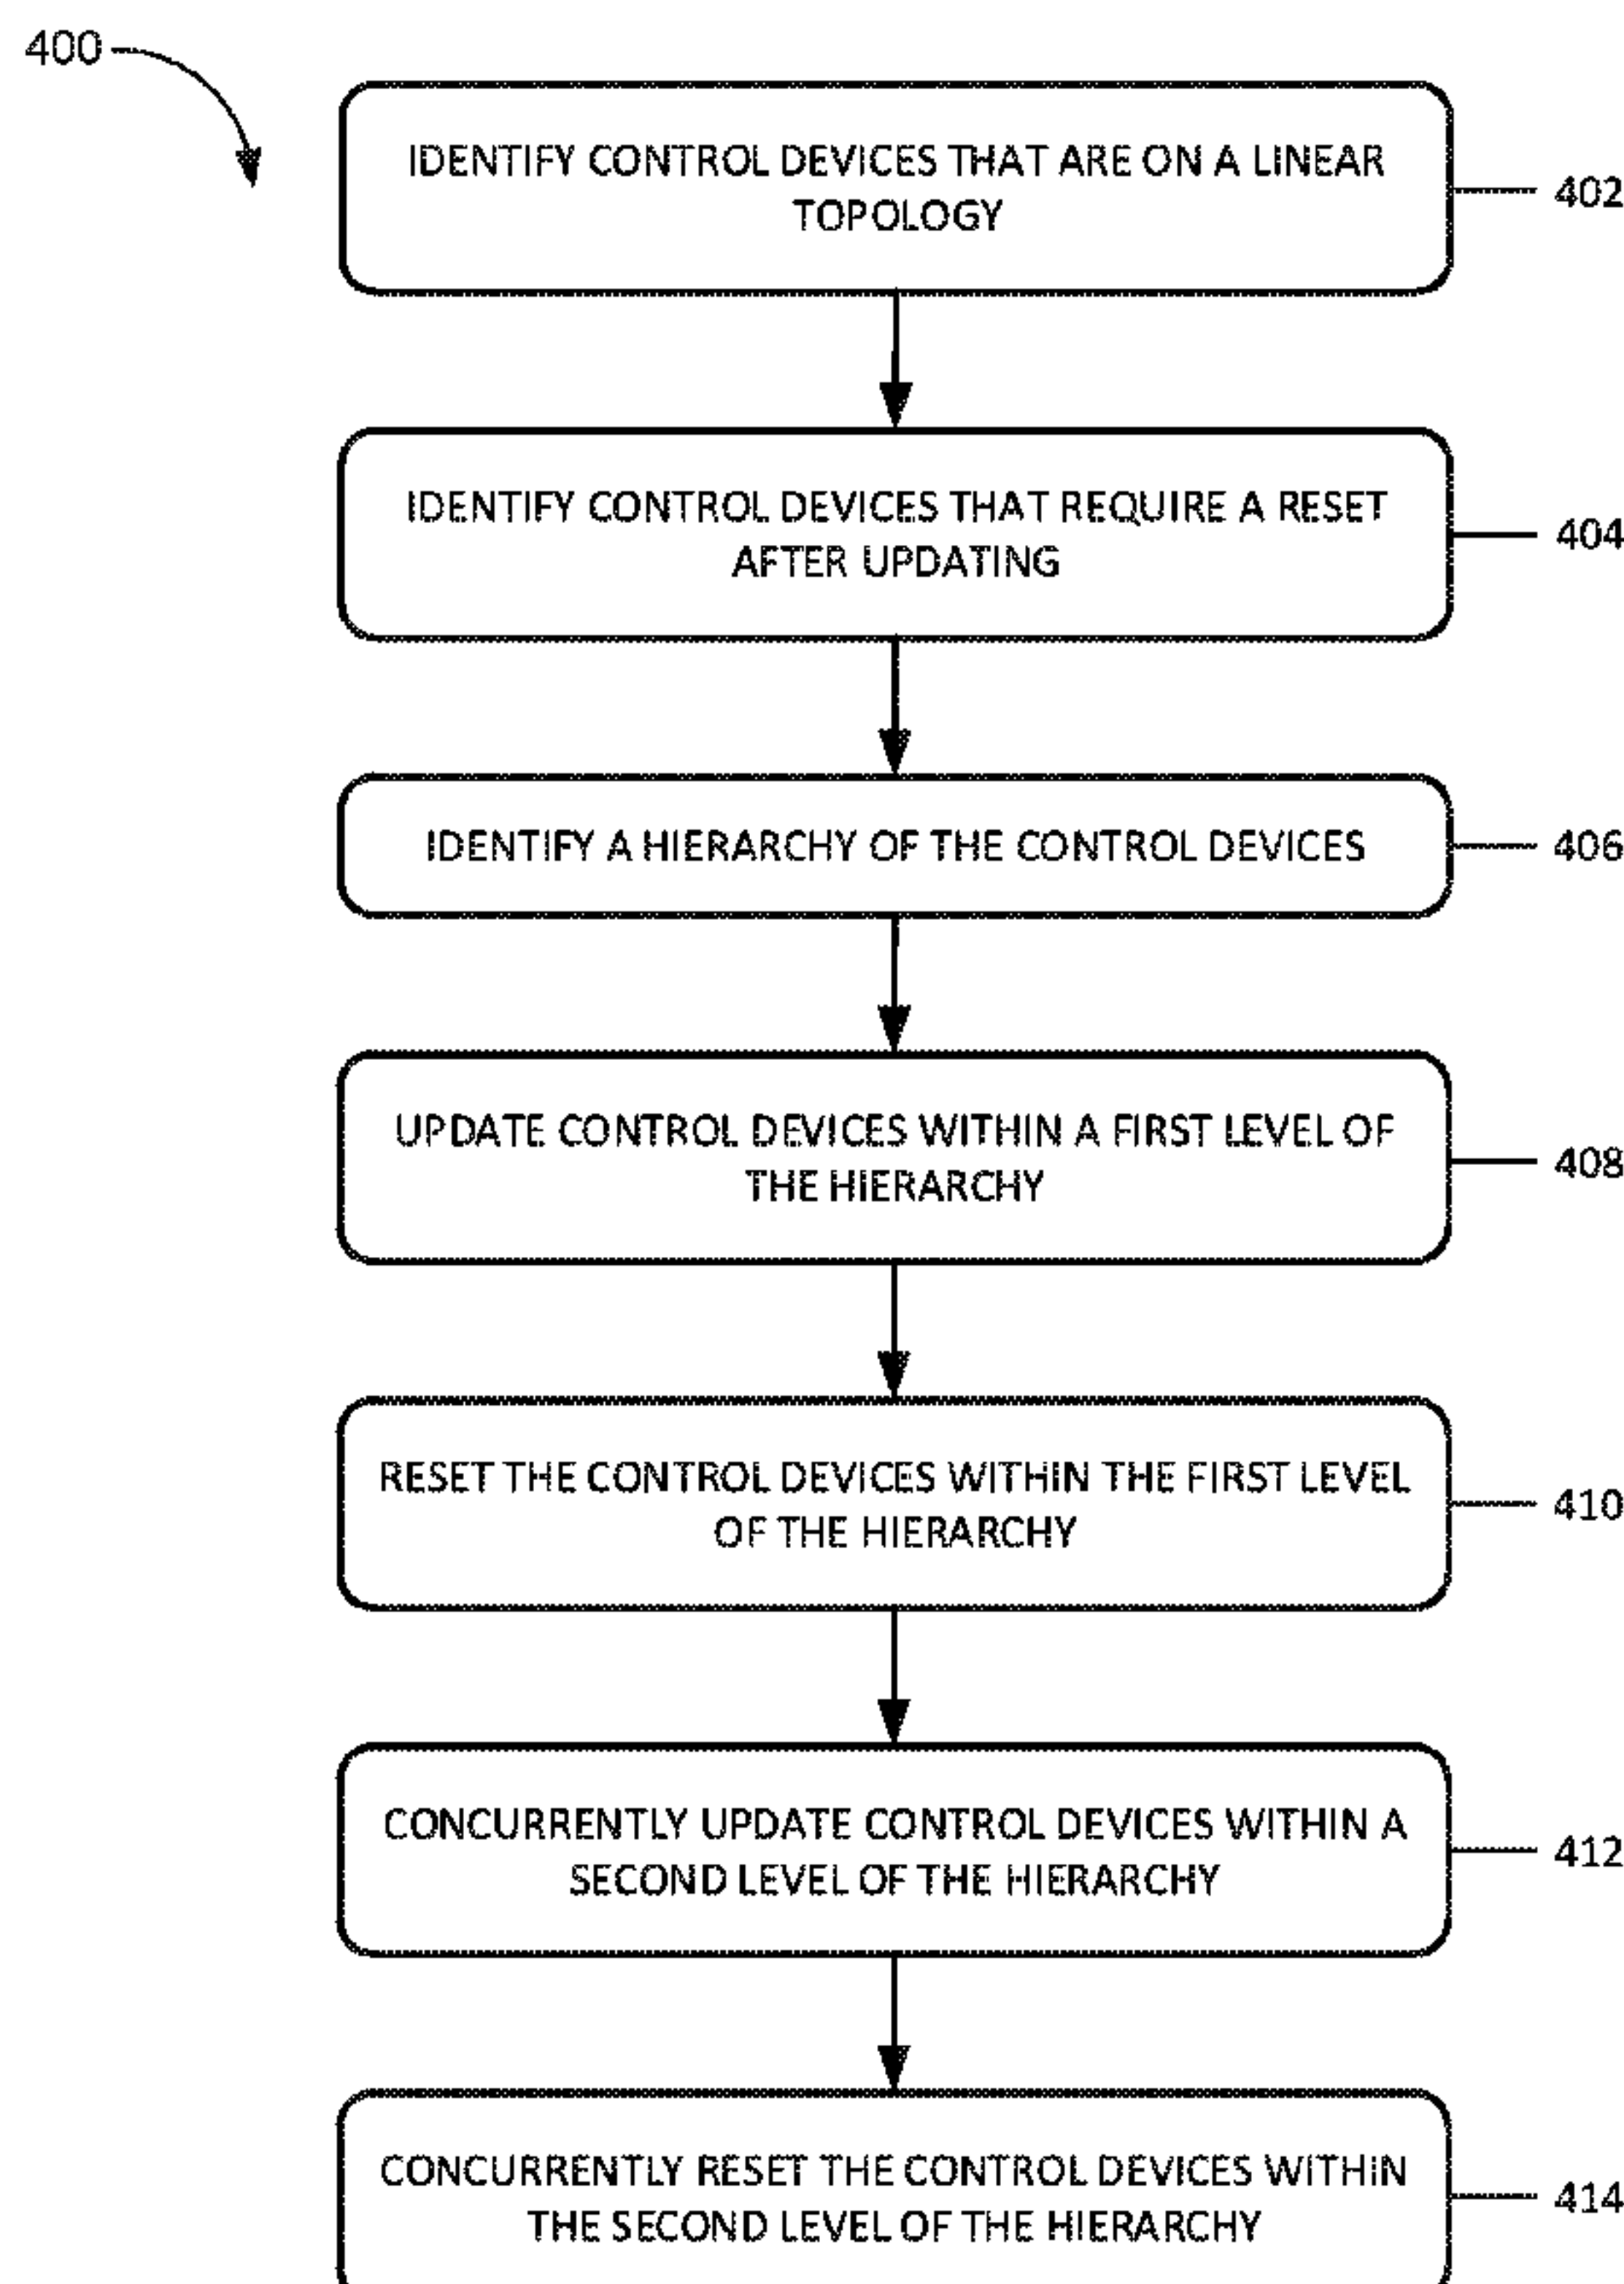 400
IDENTIFY CONTROL DEVICES THAT ARE ON A LINEAR
TOPOLOGY
402
IDENTIFY CONTROL DEVICES THAT REQUIRE A RESET
AFTER UPDATING
404
IDENTIFY A HIERARCHY OF THE CONTROL DEVICES
406
UPDATE CONTROL DEVICES WITHIN A FIRST LEVEL OF
THE HIERARCHY
408
RESET THE CONTROL DEVICES WITHIN THE FIRST LEVEL
OF THE HIERARCHY
410
CONCURRENTLY UPDATE CONTROL DEVICES WITHIN A
SECOND LEVEL OF THE HIERARCHY
412
CONCURRENTLY RESET THE CONTROL DEVICES WITHIN
THE SECOND LEVEL OF THE HIERARCHY
414